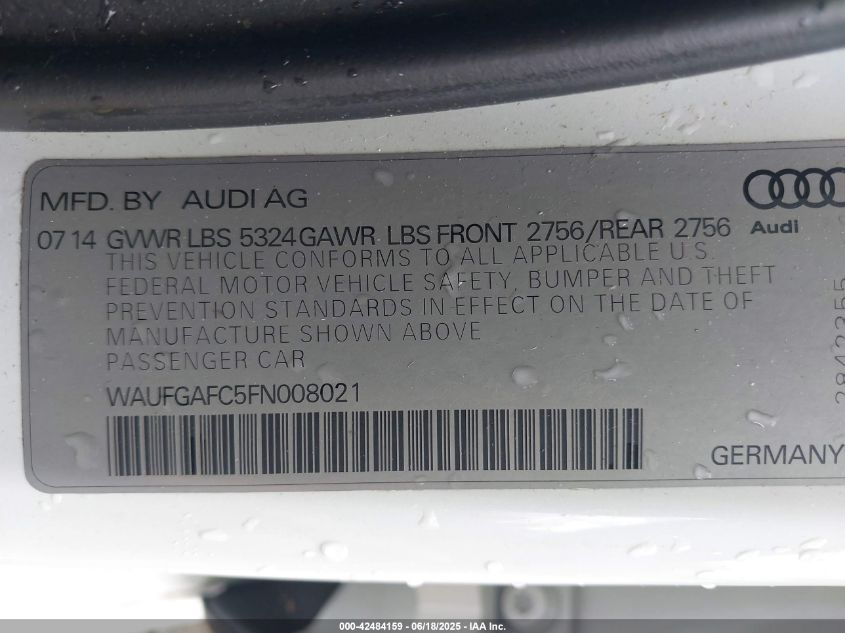 MFD. BY AUDI AG
Audi
07 14 GVWR LBS 5324 GAWR LBS FRONT 2756/REAR 2756
THIS VEHICLE CONFORMS TO ALL APPLICABLE U.S.
FEDERAL MOTOR VEHICLE SAFETY, BUMPER AND THEFT
PREVENTION STANDARDS IN EFFECT ON THE DATE OF
MANUFACTURE SHOWN ABOVE
PASSENGER CAR
WAUFGAFC5FN008021
GERMANY
000-42484159 - 06/18/2025 - IAA Inc.